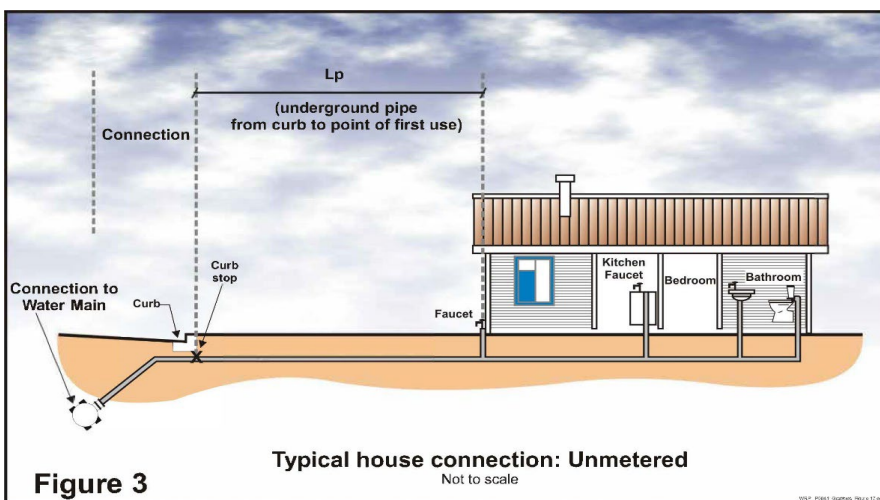 Lp
(underground pipe
from curb to point of first use)
Connection
Connection to
Water Main
Curb
Curb
stop
Faucet
Kitchen
Faucet
Bedroom
Bathroom
X
Typical house connection: Unmetered
Not to scale
Figure 3